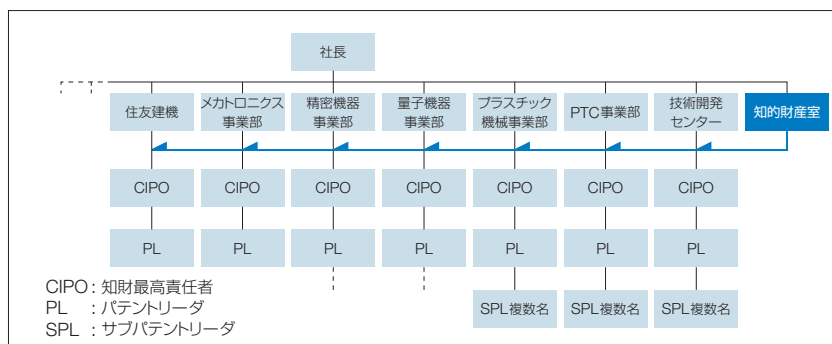 社長
住友建機
メカトロニクス
事業部
精密機器
事業部
量子機器
事業部
プラスチック
機械事業部
PTC事業部
技術開発
センター
知的財産室
CIPO
CIPO
CIPO
CIPO
CIPO
CIPO
CIPO
PL
PL
PL
PL
PL
PL
PL
SPL複数名
SPL複数名
SPL複数名
CIPO：知財最高責任者
PL ：パテントリーダ
SPL ：サブパテントリーダ